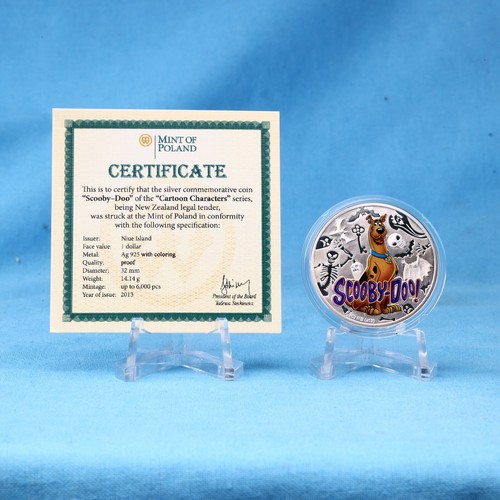 MINT OF
POLAND
CERTIFICATE
This is to certify that the silver commemorative coin
"Scooby–Doo" of the "Cartoon Characters" series,
being New Zealand legal tender,
was struck at the Mint of Poland in conformity
with the following specification:
Issuer: Niue Island
Face value: 1 dollar
Metal: Ag 925 with coloring
Quality: proof
Diameter: 32 mm
Weight: 14.14 g
Mintage: up to 6,000 pcs
Year of issue: 2013
President of the Board
SCOOBY-DOO!